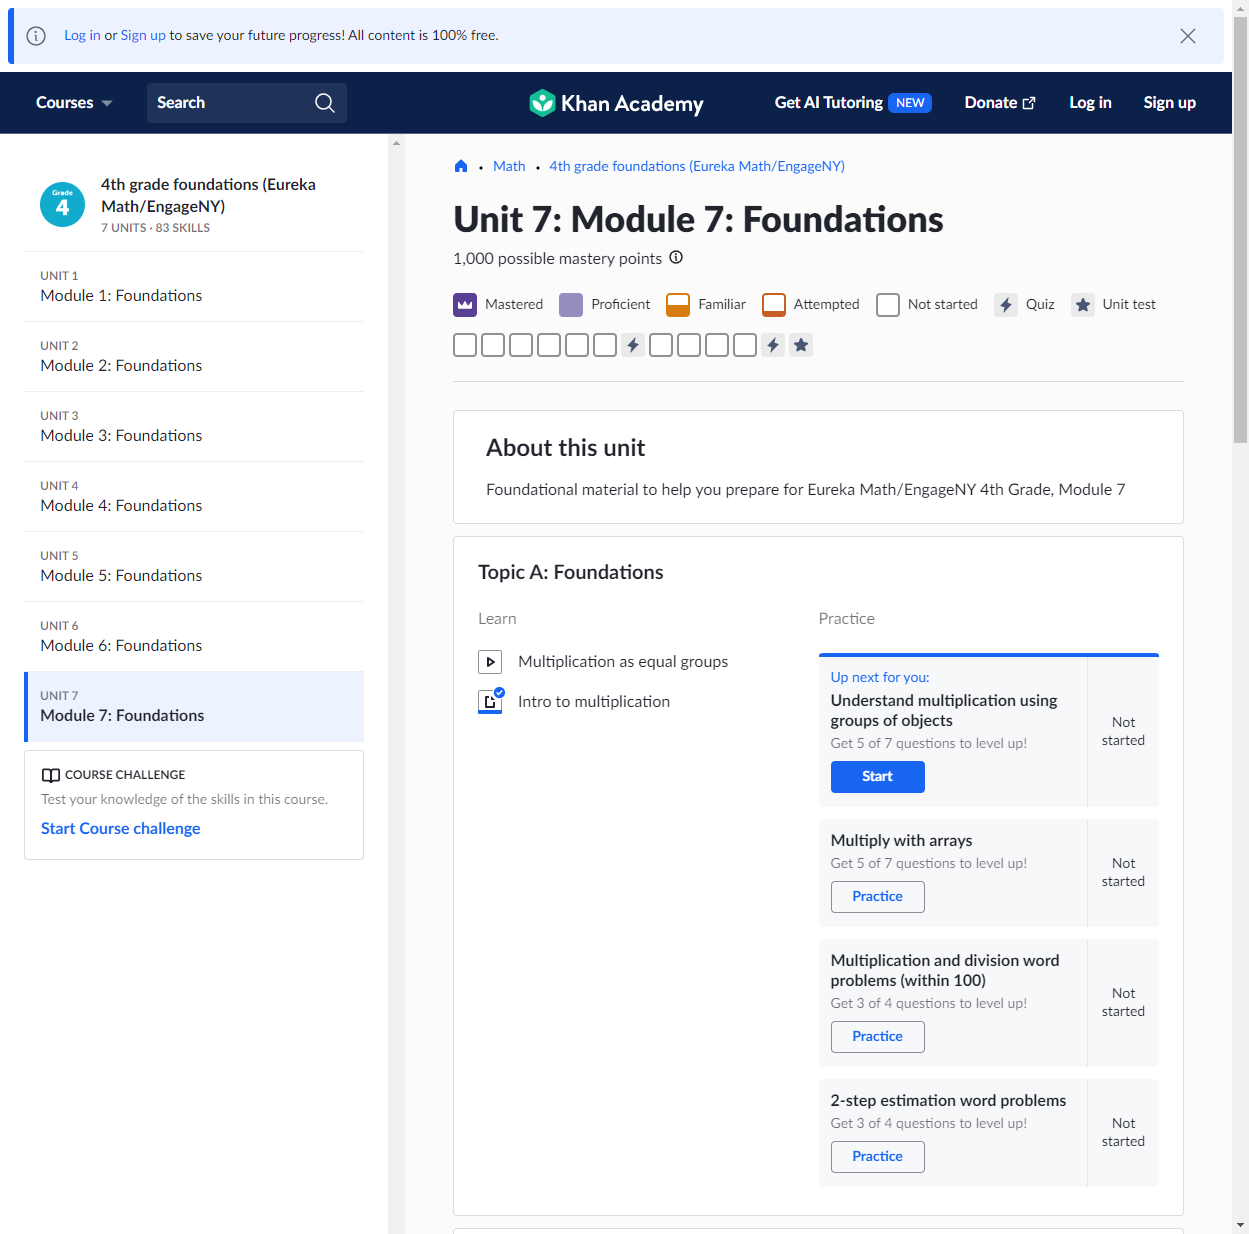 Log in or Sign up to save your future progress! All content is 100% free.
Courses
Search
Khan Academy
Get AI Tutoring NEW
Donate
Log in
Sign up
Grade
4
4th grade foundations (Eureka
Math/EngageNY)
7 UNITS · 83 SKILLS
UNIT 1
Module 1: Foundations
UNIT 2
Module 2: Foundations
UNIT 3
Module 3: Foundations
UNIT 4
Module 4: Foundations
UNIT 5
Module 5: Foundations
UNIT 6
Module 6: Foundations
UNIT 7
Module 7: Foundations
COURSE CHALLENGE
Test your knowledge of the skills in this course.
Start Course challenge
Math
4th grade foundations (Eureka Math/EngageNY)
Unit 7: Module 7: Foundations
1,000 possible mastery points
Mastered
Proficient
Familiar
Attempted
Not started
Quiz
Unit test
About this unit
Foundational material to help you prepare for Eureka Math/EngageNY 4th Grade, Module 7
Topic A: Foundations
Learn
Multiplication as equal groups
Intro to multiplication
Practice
Up next for you:
Understand multiplication using
groups of objects
Get 5 of 7 questions to level up!
Start
Not
started
Multiply with arrays
Get 5 of 7 questions to level up!
Practice
Not
started
Multiplication and division word
problems (within 100)
Get 3 of 4 questions to level up!
Practice
Not
started
2-step estimation word problems
Get 3 of 4 questions to level up!
Practice
Not
started